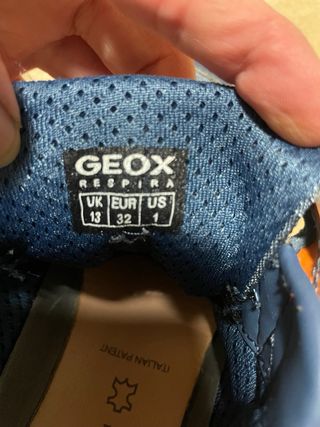 GEOX
RESPIRA
UK EUR US
13 32 1
ITALIAN PATENT